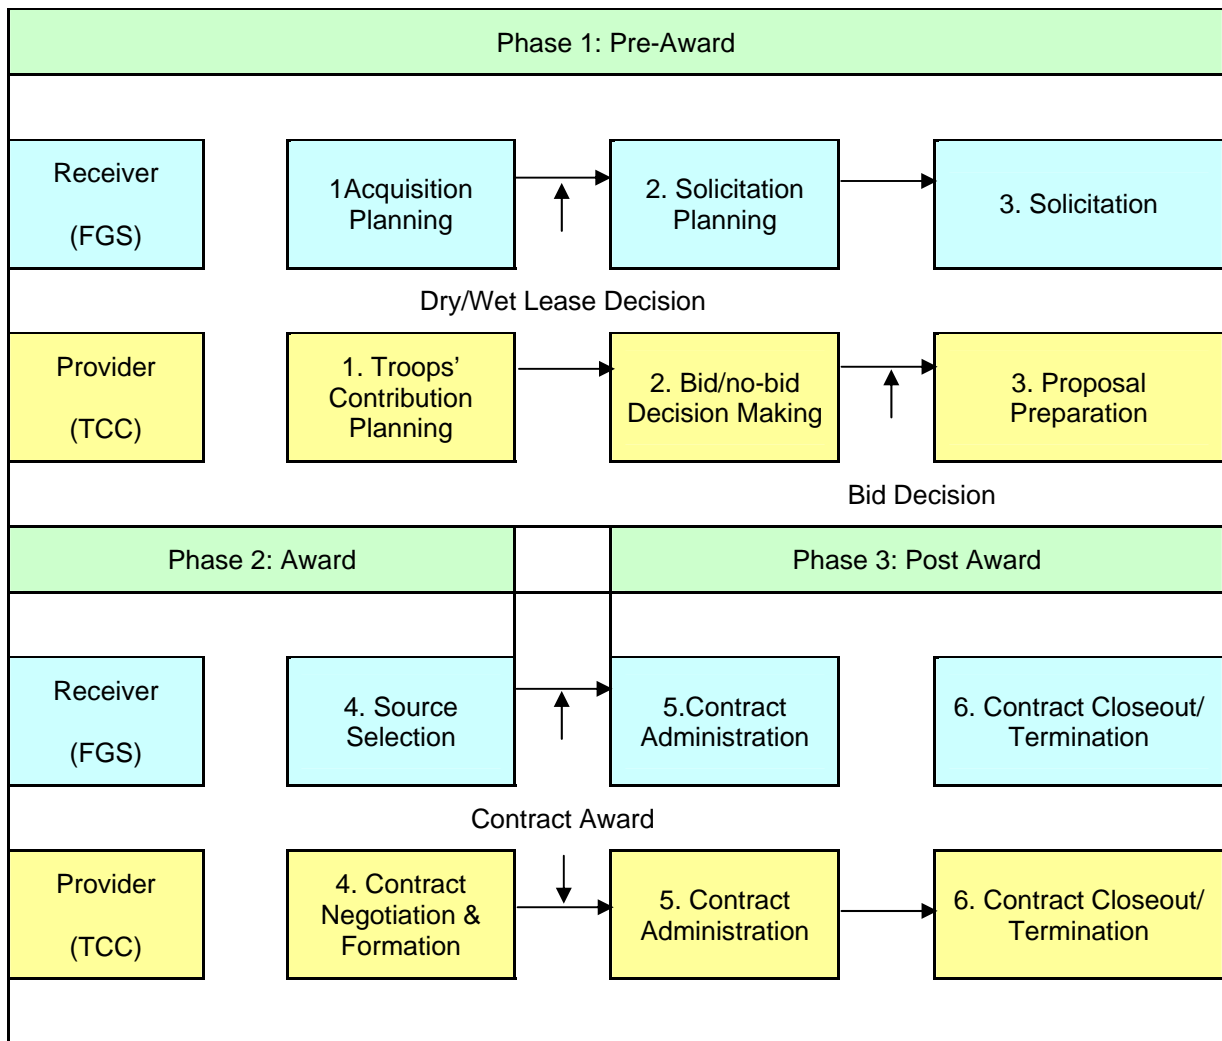 Phase 1: Pre-Award
Receiver
(FGS)
1Acquisition
Planning
2. Solicitation
Planning
3. Solicitation
Dry/Wet Lease Decision
Provider
(TCC)
1. Troops’
Contribution
Planning
2. Bid/no-bid
Decision Making
3. Proposal
Preparation
Bid Decision
Phase 2: Award
Phase 3: Post Award
Receiver
(FGS)
4. Source
Selection
5.Contract
Administration
6. Contract Closeout/
Termination
Contract Award
Provider
(TCC)
4. Contract
Negotiation &
Formation
5. Contract
Administration
6. Contract Closeout/
Termination